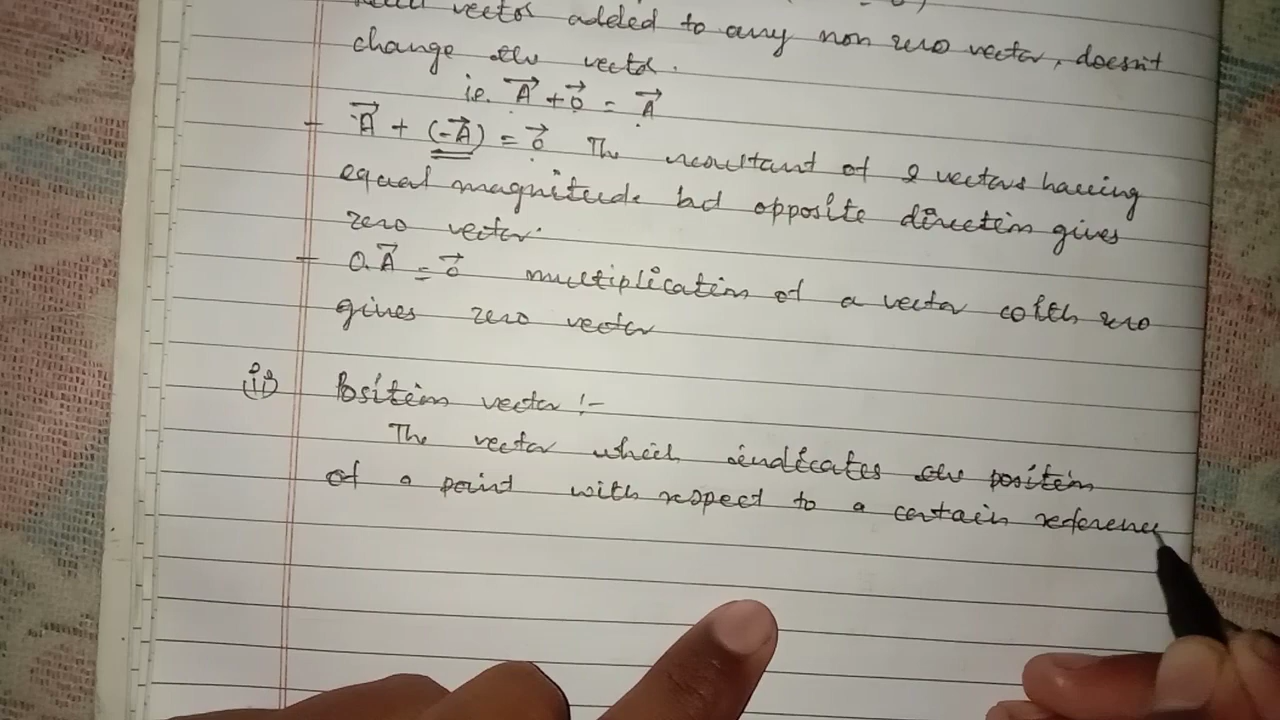 vector added to any non zero vector, doesn't
change the vector.
i.e. A⃗ + 0⃗ = A⃗
- A⃗ + (-A⃗) = 0⃗ The resultant of 2 vectors having
equal magnitude but opposite direction gives
zero vector.
- 0.A⃗ = 0⃗ multiplication of a vector with zero
gives zero vector
(ii) Position vector :-
The vector which indicates the position
of a point with respect to a certain reference